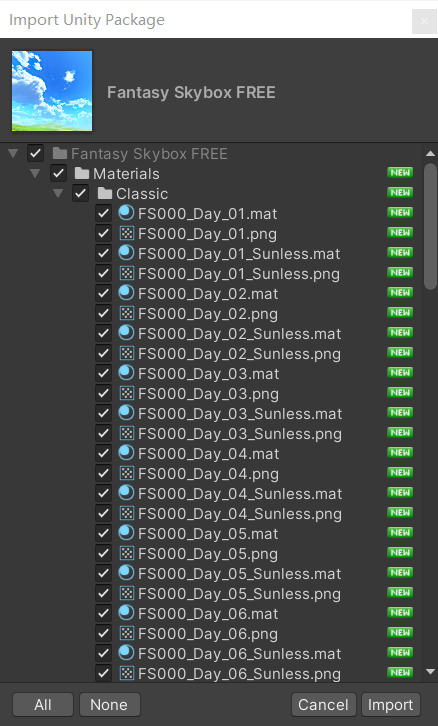 Import Unity Package
Fantasy Skybox FREE
Fantasy Skybox FREE
Materials NEW
Classic NEW
FS000_Day_01.mat NEW
FS000_Day_01.png NEW
FS000_Day_01_Sunless.mat NEW
FS000_Day_01_Sunless.png NEW
FS000_Day_02.mat NEW
FS000_Day_02.png NEW
FS000_Day_02_Sunless.mat NEW
FS000_Day_02_Sunless.png NEW
FS000_Day_03.mat NEW
FS000_Day_03.png NEW
FS000_Day_03_Sunless.mat NEW
FS000_Day_03_Sunless.png NEW
FS000_Day_04.mat NEW
FS000_Day_04.png NEW
FS000_Day_04_Sunless.mat NEW
FS000_Day_04_Sunless.png NEW
FS000_Day_05.mat NEW
FS000_Day_05.png NEW
FS000_Day_05_Sunless.mat NEW
FS000_Day_05_Sunless.png NEW
FS000_Day_06.mat NEW
FS000_Day_06.png NEW
FS000_Day_06_Sunless.mat NEW
FS000_Day_06_Sunless.png NEW
All None Cancel Import